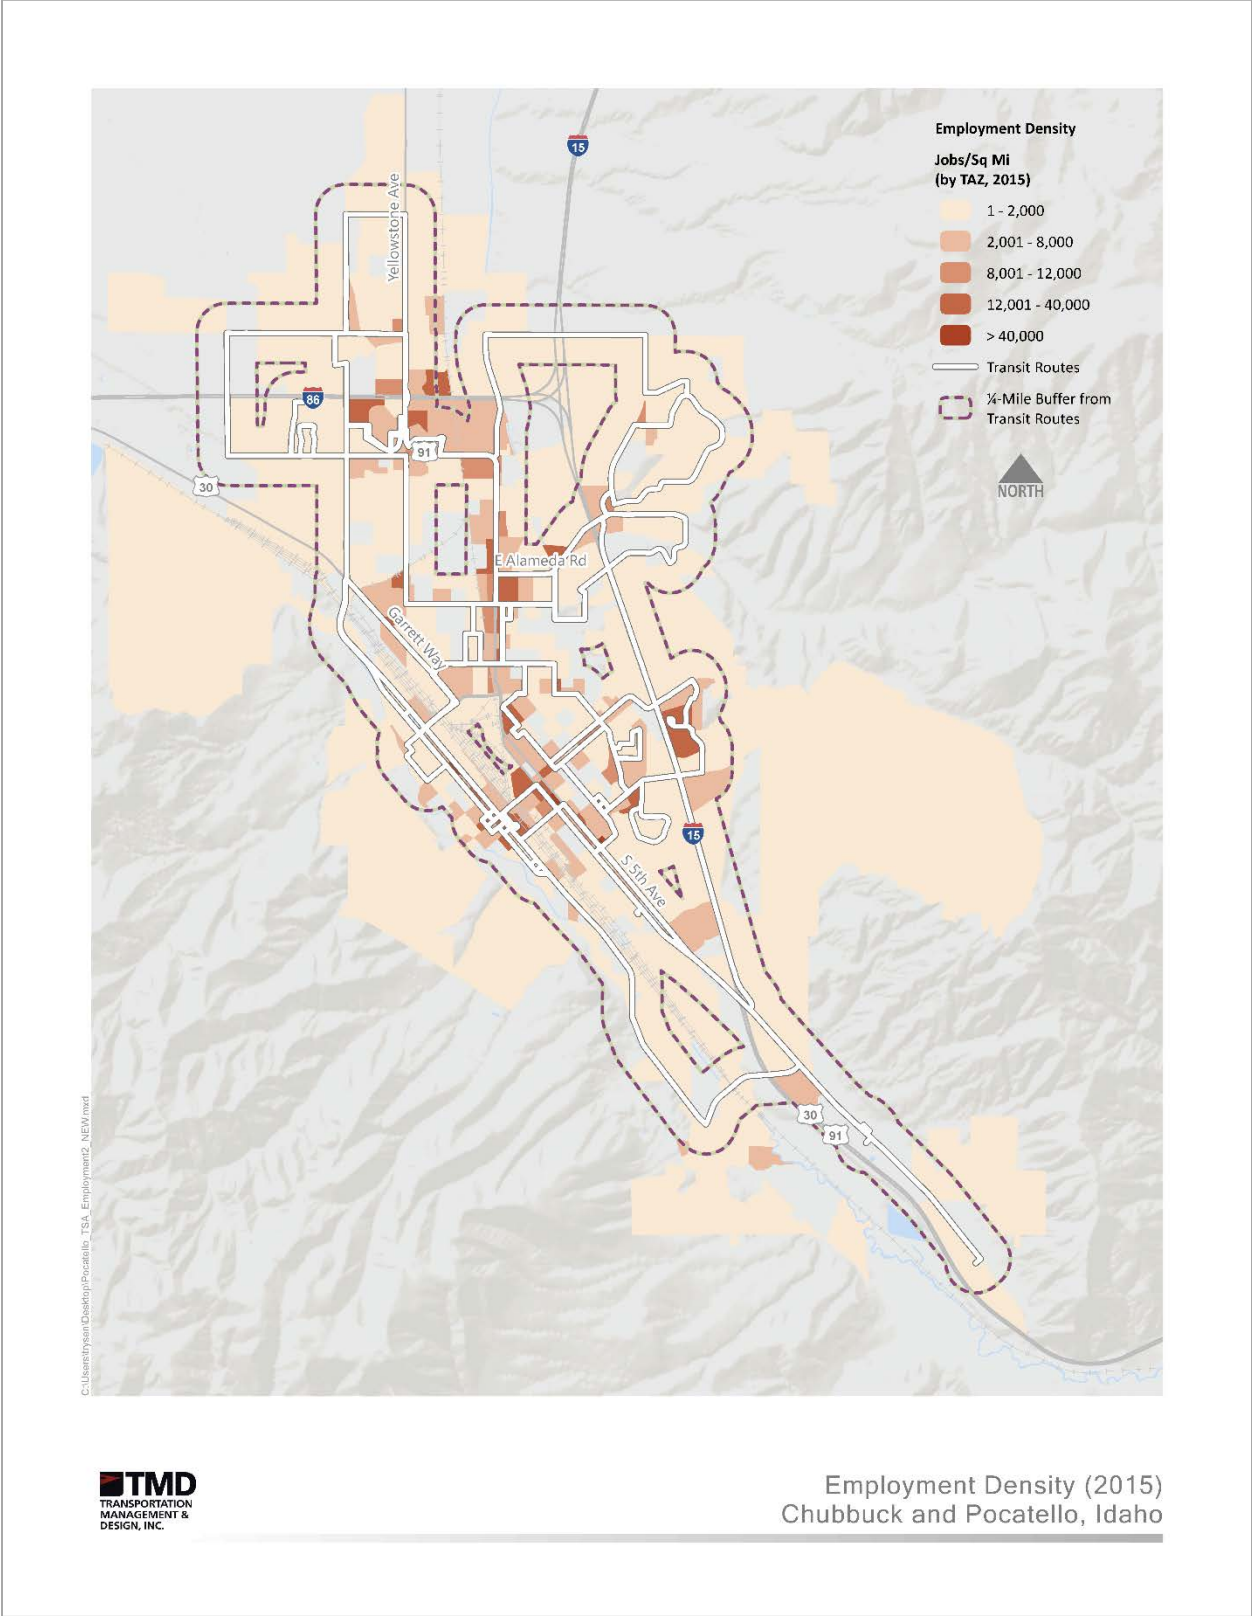 Employment Density
Jobs/Sq Mi
(by TAZ, 2015)
1 - 2,000
2,001 - 8,000
8,001 - 12,000
12,001 - 40,000
> 40,000
Transit Routes
¼-Mile Buffer from
Transit Routes
NORTH
15
Yellowstone Ave
86
91
30
E Alameda Rd
Garrett Way
15
S 5th Ave
30
91
C:\Users\trysen\Desktop\Pocatello_TSA_Employment2_NEW.mxd
TMD
TRANSPORTATION
MANAGEMENT &
DESIGN, INC.
Employment Density (2015)
Chubbuck and Pocatello, Idaho